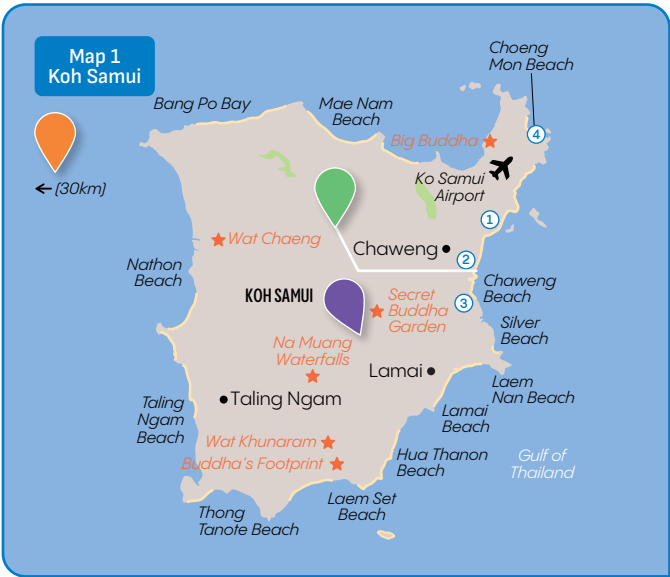 Map 1
Koh Samui
Choeng
Mon Beach
Bang Po Bay
Mae Nam
Beach
Big Buddha
4
← (30km)
Ko Samui
Airport
1
Wat Chaeng
Chaweng
2
Nathon
Beach
KOH SAMUI
Secret
Buddha
Garden
3
Chaweng
Beach
Silver
Beach
Na Muang
Waterfalls
Lamai
Laem
Nan Beach
Taling Ngam
Taling
Ngam
Beach
Lamai
Beach
Wat Khunaram
Buddha's Footprint
Hua Thanon
Beach
Gulf of
Thailand
Laem Set
Beach
Thong
Tanote Beach